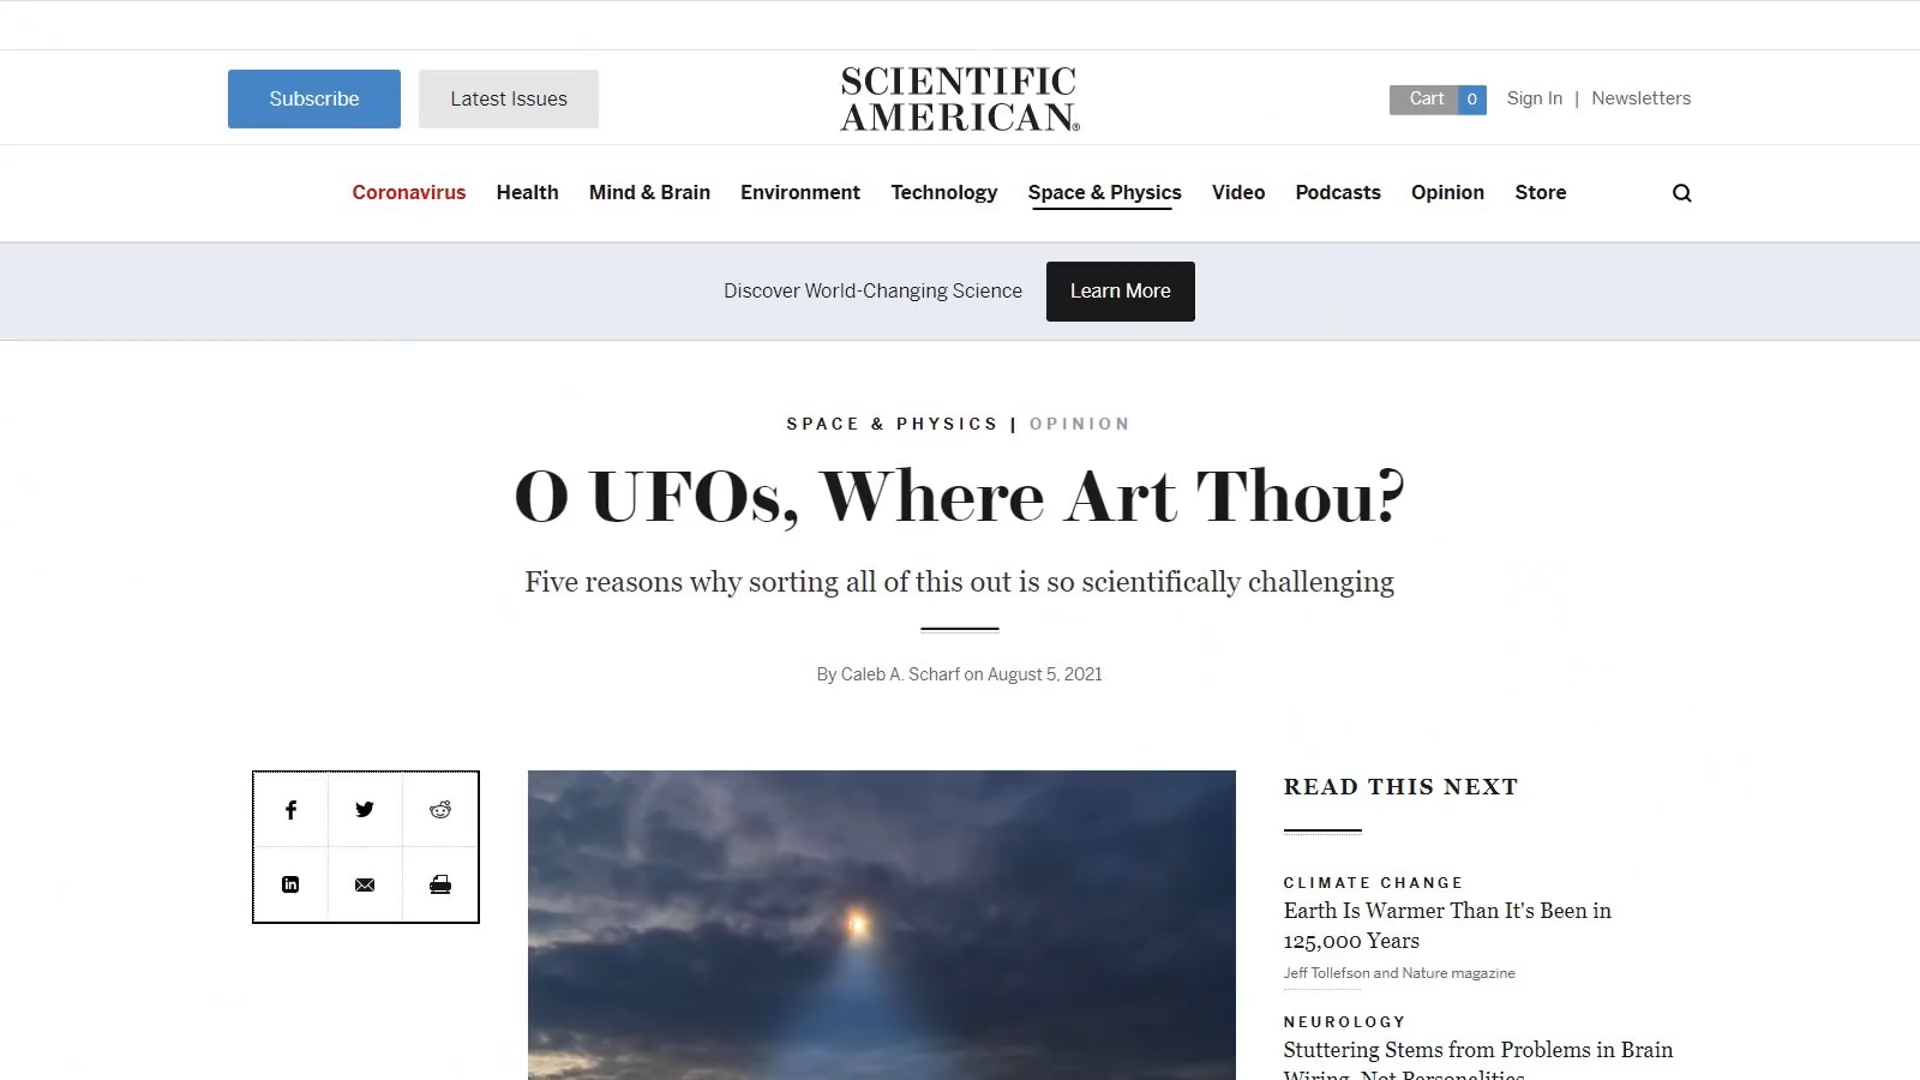 Subscribe
Latest Issues
SCIENTIFIC
AMERICAN®
Cart 0
Sign In | Newsletters
Coronavirus Health Mind & Brain Environment Technology Space & Physics Video Podcasts Opinion Store
Discover World-Changing Science
Learn More
SPACE & PHYSICS | OPINION
O UFOs, Where Art Thou?
Five reasons why sorting all of this out is so scientifically challenging
By Caleb A. Scharf on August 5, 2021
READ THIS NEXT
CLIMATE CHANGE
Earth Is Warmer Than It's Been in
125,000 Years
Jeff Tollefson and Nature magazine
NEUROLOGY
Stuttering Stems from Problems in Brain
Wiring, Not Personalities